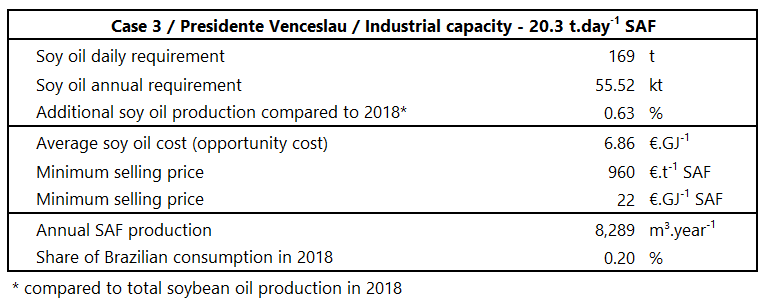 Case 3 / Presidente Venceslau / Industrial capacity - 20.3 t.day⁻¹ SAF
Soy oil daily requirement 169 t
Soy oil annual requirement 55.52 kt
Additional soy oil production compared to 2018* 0.63 %
Average soy oil cost (opportunity cost) 6.86 €.GJ⁻¹
Minimum selling price 960 €.t⁻¹ SAF
Minimum selling price 22 €.GJ⁻¹ SAF
Annual SAF production 8,289 m³.year⁻¹
Share of Brazilian consumption in 2018 0.20 %
* compared to total soybean oil production in 2018